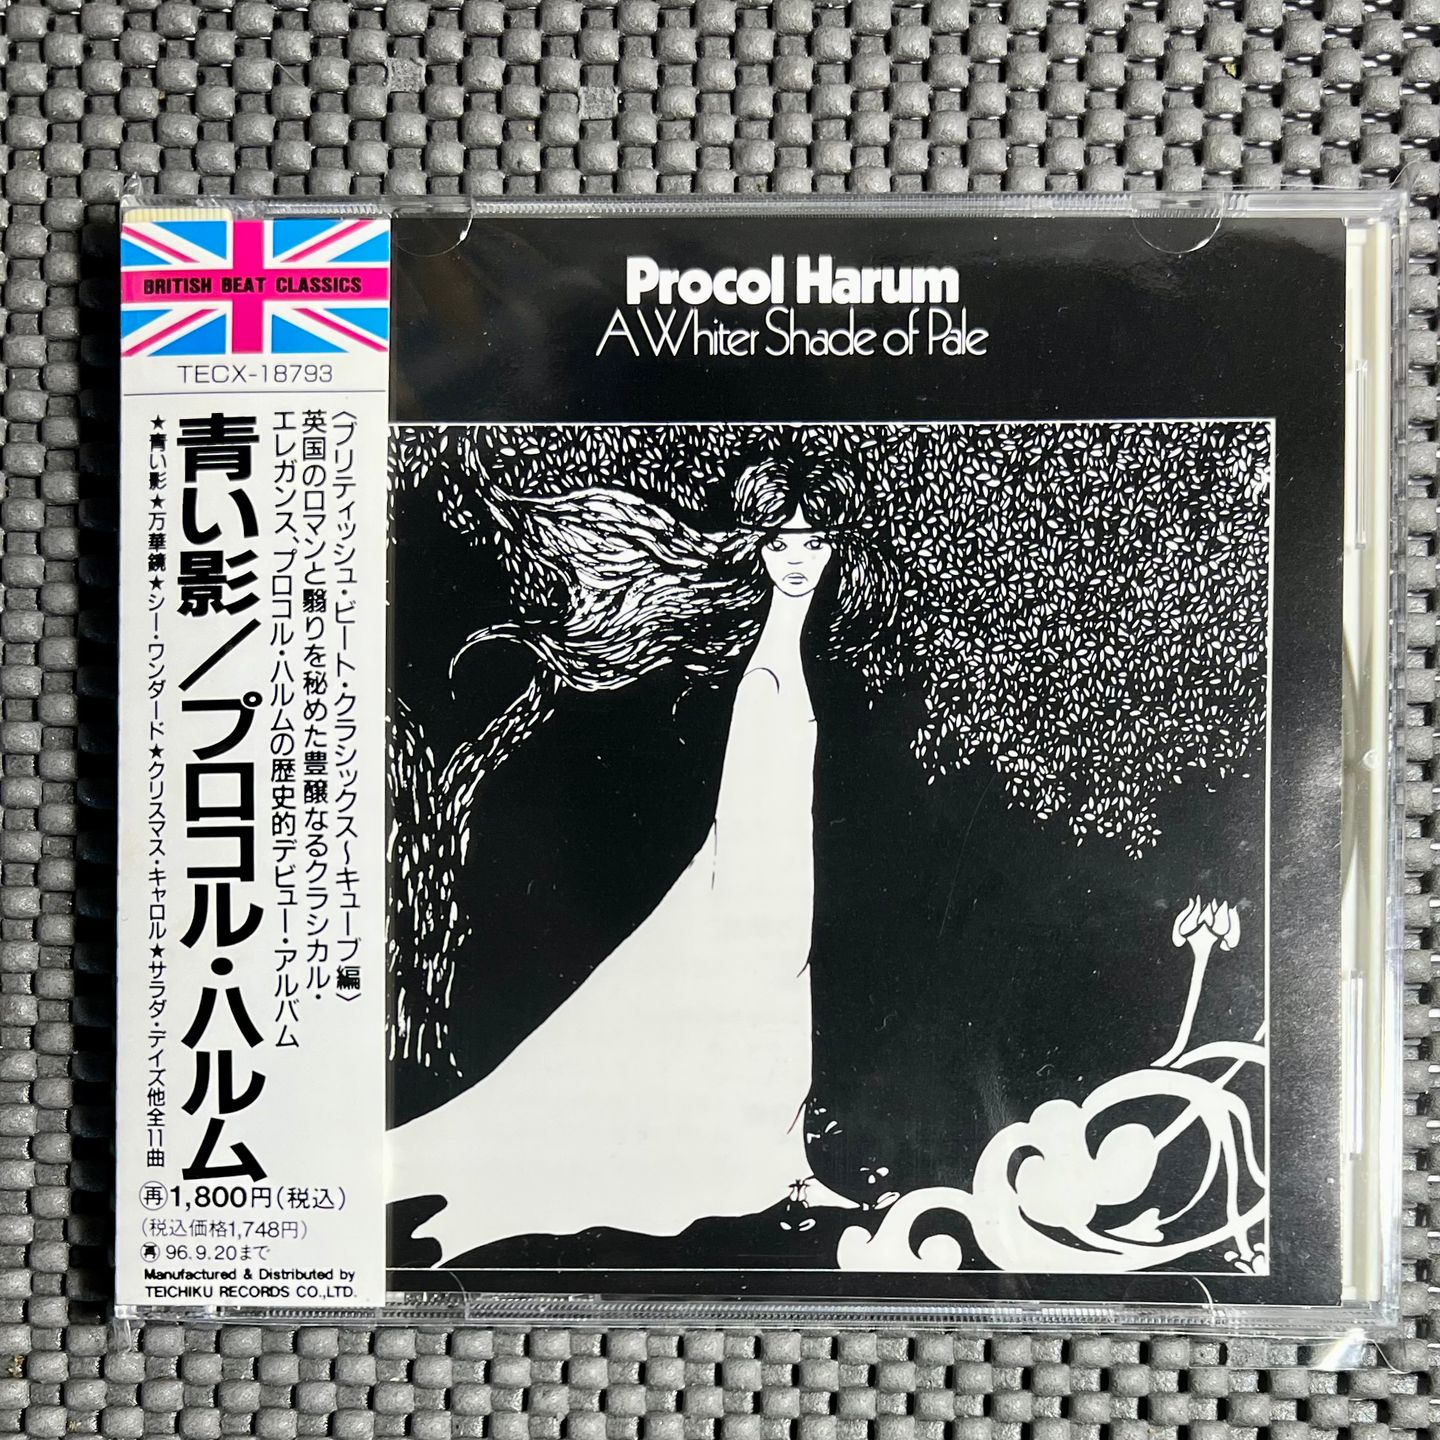 BRITISH BEAT CLASSICS
TECX-18793
〈ブリティッシュ・ビート・クラシックス〜キューブ編〉
英国のロマンと翳りを秘めた豊醸なるクラシカル・
エレガンス、プロコル・ハルムの歴史的デビュー・アルバム
青い影／プロコル・ハルム
★青い影★万華鏡★シー・ワンダード★クリスマス・キャロル★サラダ・デイズ他全11曲
再1,800円(税込)
(税込価格1,748円)
再96.9.20まで
Manufactured & Distributed by
TEICHIKU RECORDS CO.,LTD.
Procol Harum
A Whiter Shade of Pale